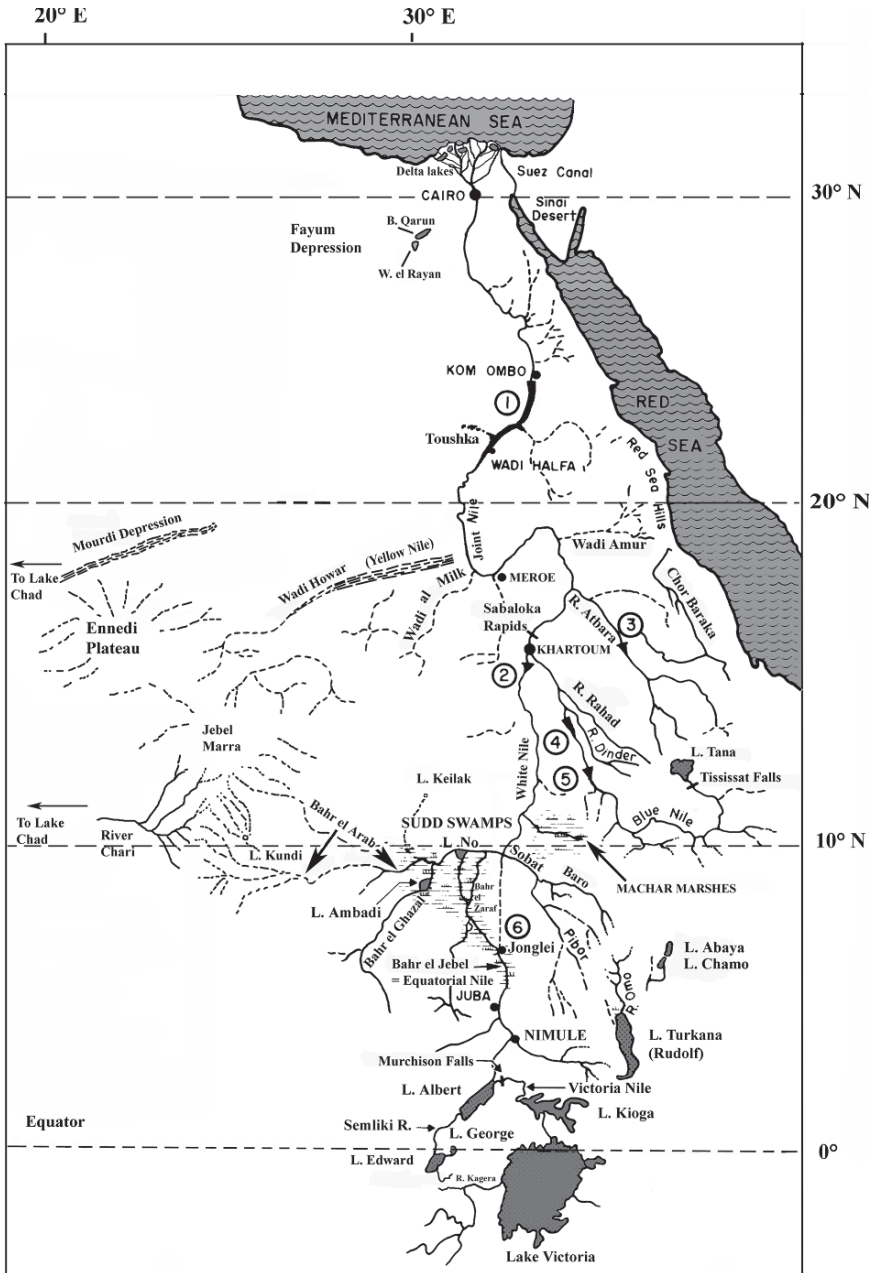 20° E
30° E
MEDITERRANEAN SEA
Delta lakes
Suez Canal
CAIRO
30° N
Sinai
Desert
B. Qarun
Fayum
Depression
W. el Rayan
KOM OMBO
1
RED
SEA
Toushka
WADI HALFA
Red Sea Hills
20° N
Joint Nile
Mourdi Depression
Wadi Amur
To Lake
Chad
Wadi Howar
(Yellow Nile)
Wadi al Milk
MEROE
Chor Baraka
Sabaloka
Rapids
R. Atbara
3
Ennedi
Plateau
KHARTOUM
2
R. Rahad
R. Dinder
Jebel
Marra
4
L. Tana
Tississat Falls
5
White Nile
L. Keilak
To Lake
Chad
River
Chari
Bahr el Arab
SUDD SWAMPS
Blue Nile
L. No
10° N
L. Kundi
Sobat
Baro
MACHAR MARSHES
L. Ambadi
Bahr
el
Zaraf
Bahr el Ghazal
6
Pibor
Jonglei
L. Abaya
L. Chamo
Bahr el Jebel
= Equatorial Nile
R. Omo
JUBA
NIMULE
L. Turkana
(Rudolf)
Murchison Falls
L. Albert
Victoria Nile
L. Kioga
Equator
Semliki R.
L. George
0°
L. Edward
R. Kagera
Lake Victoria